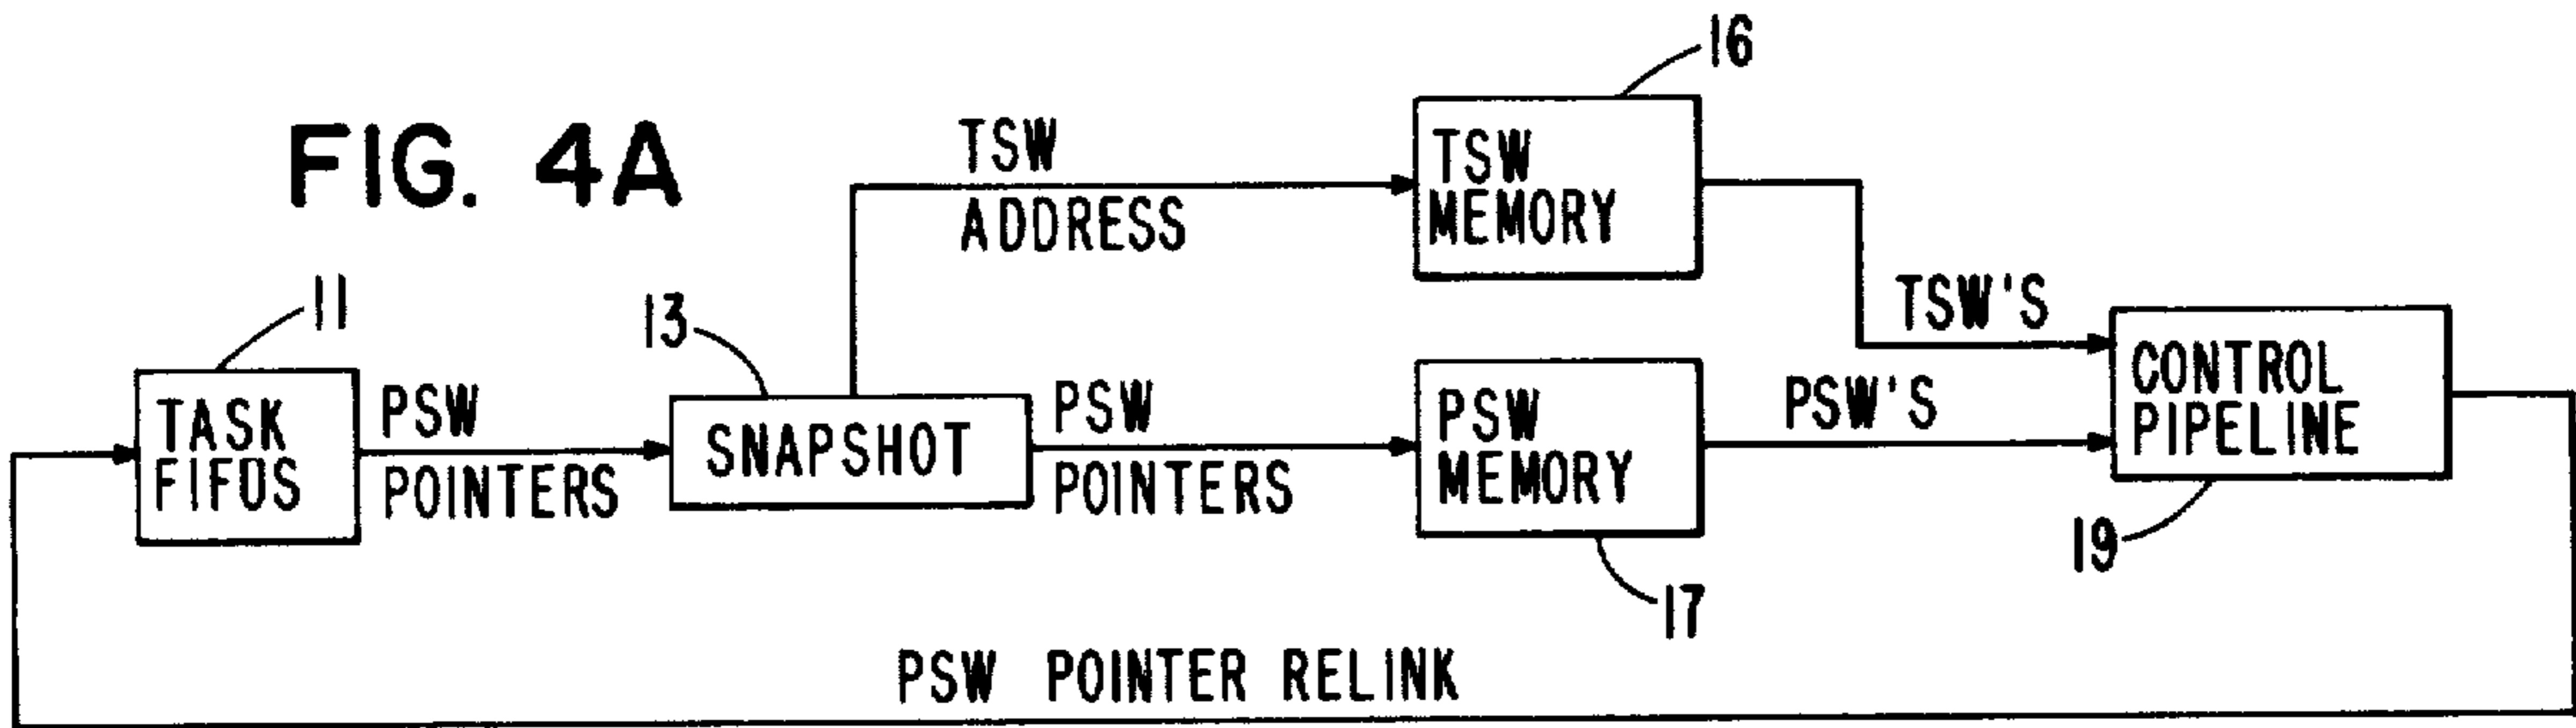 FIG. 4A
16
TSW
ADDRESS
TSW
MEMORY
11
13
TSW'S
TASK
FIFOS
PSW
POINTERS
SNAPSHOT
PSW
POINTERS
PSW
MEMORY
PSW'S
CONTROL
PIPELINE
19
17
PSW POINTER RELINK